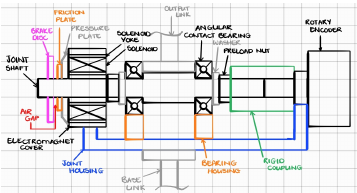 FRICTION
PLATE
BRAKE
DISC
PRESSURE
PLATE
SOLENOID
YOKE
SOLENOID
OUTPUT
LINK
ANGULAR
CONTACT BEARING
WASHER
PRELOAD NUT
ROTARY
ENCODER
JOINT
SHAFT
AIR
GAP
ELECTROMAGNET
COVER
JOINT
HOUSING
BASE
LINK
BEARING
HOUSING
RIGID
COUPLING